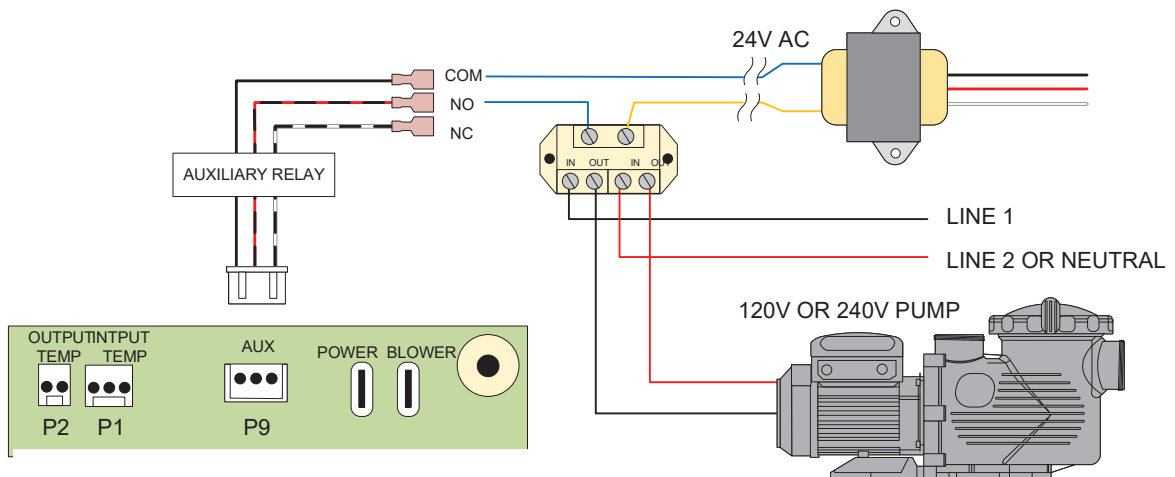 24V AC
COM
NO
NC
AUXILIARY RELAY
IN OUT IN OUT
LINE 1
LINE 2 OR NEUTRAL
120V OR 240V PUMP
OUTPUT INTPUT
TEMP TEMP
AUX
POWER BLOWER
P2 P1 P9